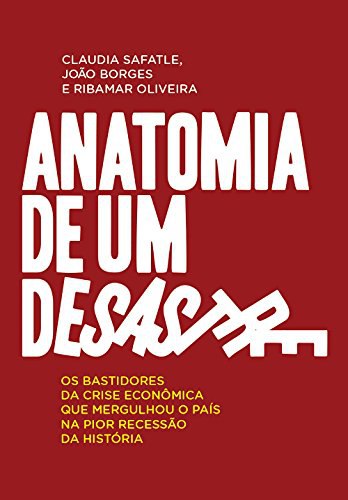 CLAUDIA SAFATLE,
JOÃO BORGES
E RIBAMAR OLIVEIRA
ANATOMIA
DE UM
DESASTRE
OS BASTIDORES
DA CRISE ECONÔMICA
QUE MERGULHOU O PAÍS
NA PIOR RECESSÃO
DA HISTÓRIA